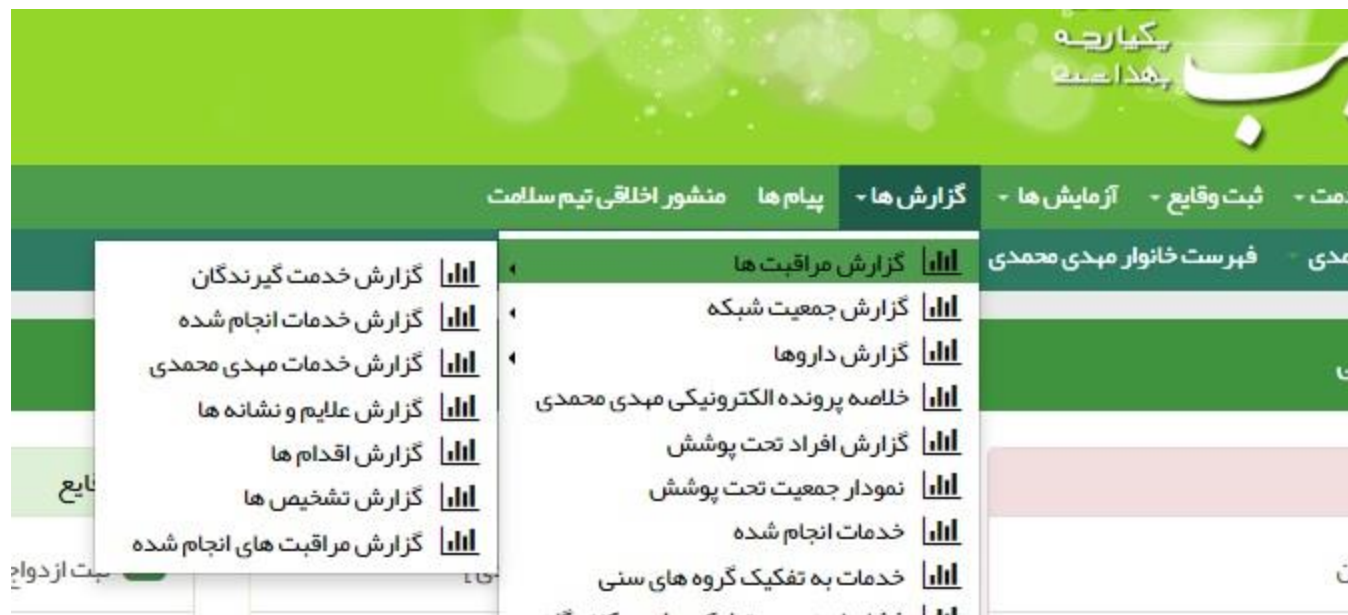 یکپارچه
بهداشت
ب
ثبت وقایع
آزمایش ها
گزارش ها
پیام ها
منشور اخلاقی تیم سلامت
فهرست خانوار مهدی محمدی
گزارش مراقبت ها
گزارش جمعیت شبکه
گزارش داروها
خلاصه پرونده الکترونیکی مهدی محمدی
گزارش افراد تحت پوشش
نمودار جمعیت تحت پوشش
خدمات انجام شده
خدمات به تفکیک گروه های سنی
گزارش خدمت گیرندگان
گزارش خدمات انجام شده
گزارش خدمات مهدی محمدی
گزارش علایم و نشانه ها
گزارش اقدام ها
گزارش تشخیص ها
گزارش مراقبت های انجام شده